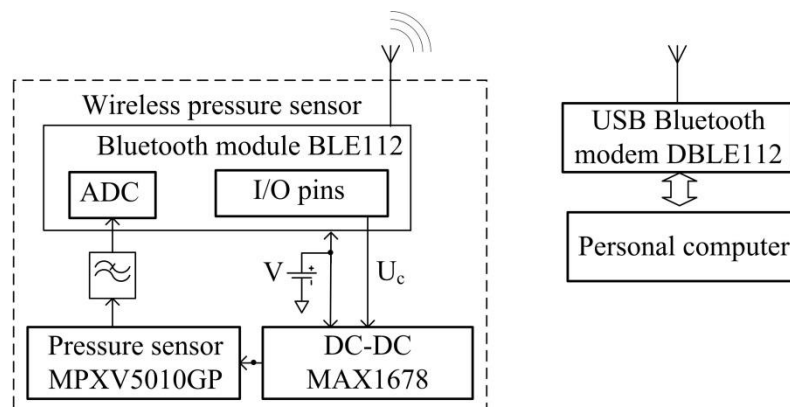 Wireless pressure sensor
Bluetooth module BLE112
ADC
I/O pins
V
+
-
Uc
Pressure sensor
MPXV5010GP
DC-DC
MAX1678
USB Bluetooth
modem DBLE112
Personal computer